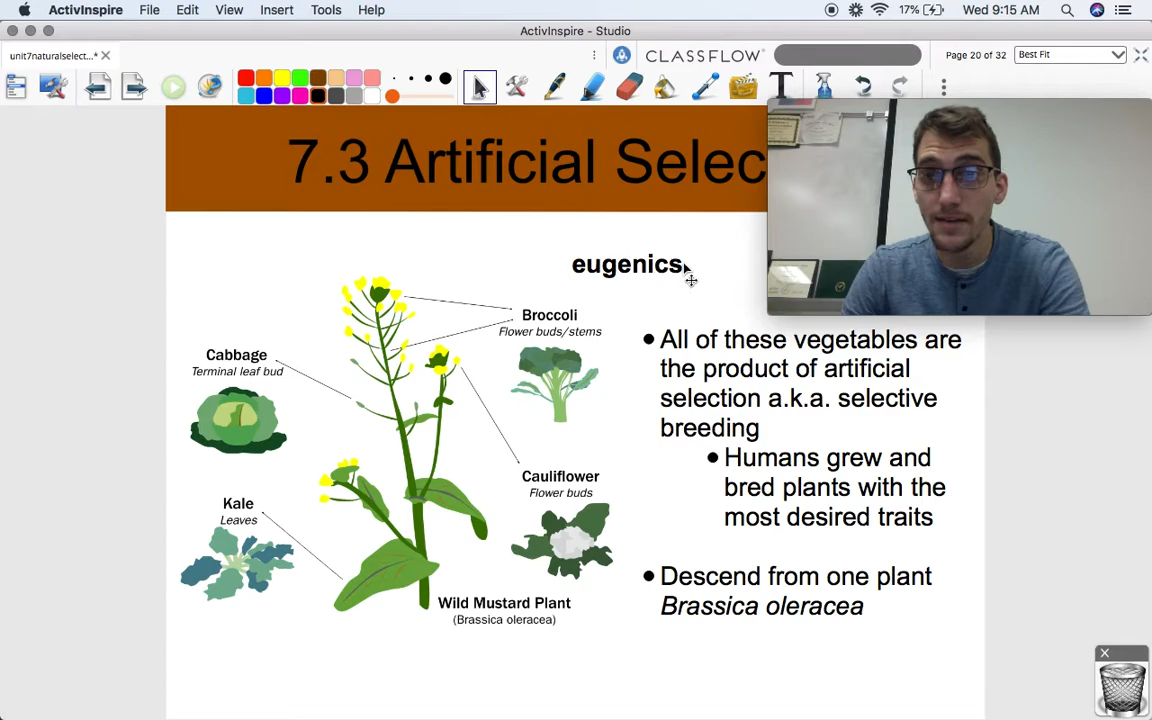 ActivInspire File Edit View Insert Tools Help 17% Wed 9:15 AM
ActivInspire - Studio
unit7naturalselect...* CLASSFLOW Page 20 of 32 Best Fit
T
7.3 Artificial Selec
eugenics
Broccoli
Flower buds/stems
Cabbage
Terminal leaf bud
Cauliflower
Flower buds
Kale
Leaves
Wild Mustard Plant
(Brassica oleracea)
• All of these vegetables are
the product of artificial
selection a.k.a. selective
breeding
• Humans grew and
bred plants with the
most desired traits
• Descend from one plant
Brassica oleracea